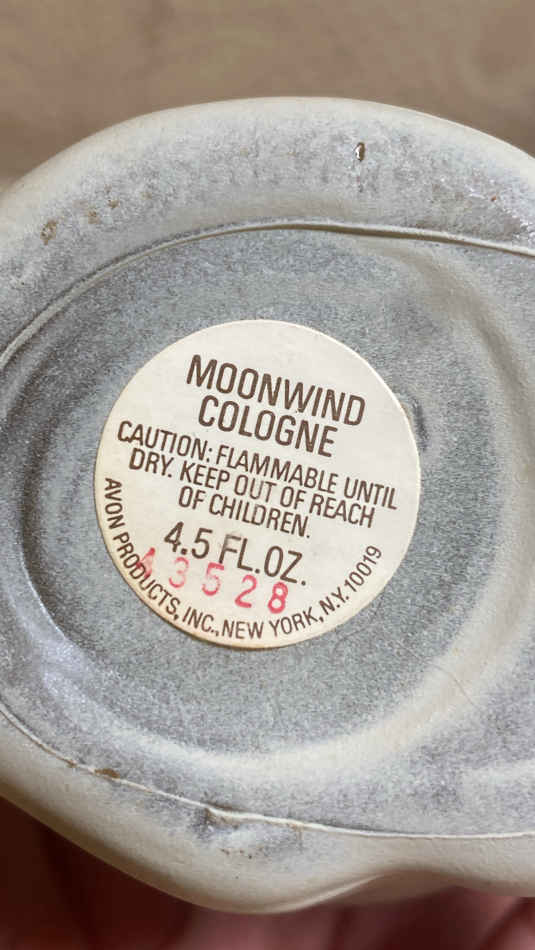 MOONWIND
COLOGNE
CAUTION: FLAMMABLE UNTIL
DRY. KEEP OUT OF REACH
OF CHILDREN.
4.5 FL.OZ.
43528
AVON PRODUCTS, INC., NEW YORK, N.Y. 10019